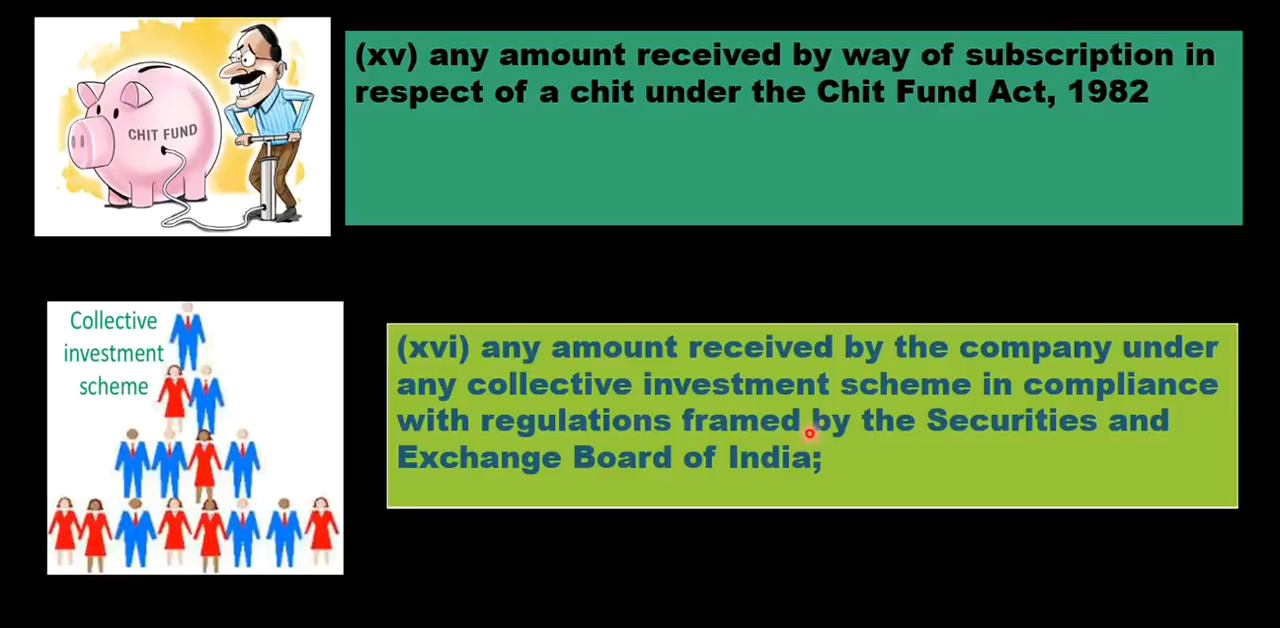 CHIT FUND
(xv) any amount received by way of subscription in
respect of a chit under the Chit Fund Act, 1982
Collective
investment
scheme
(xvi) any amount received by the company under
any collective investment scheme in compliance
with regulations framed by the Securities and
Exchange Board of India;